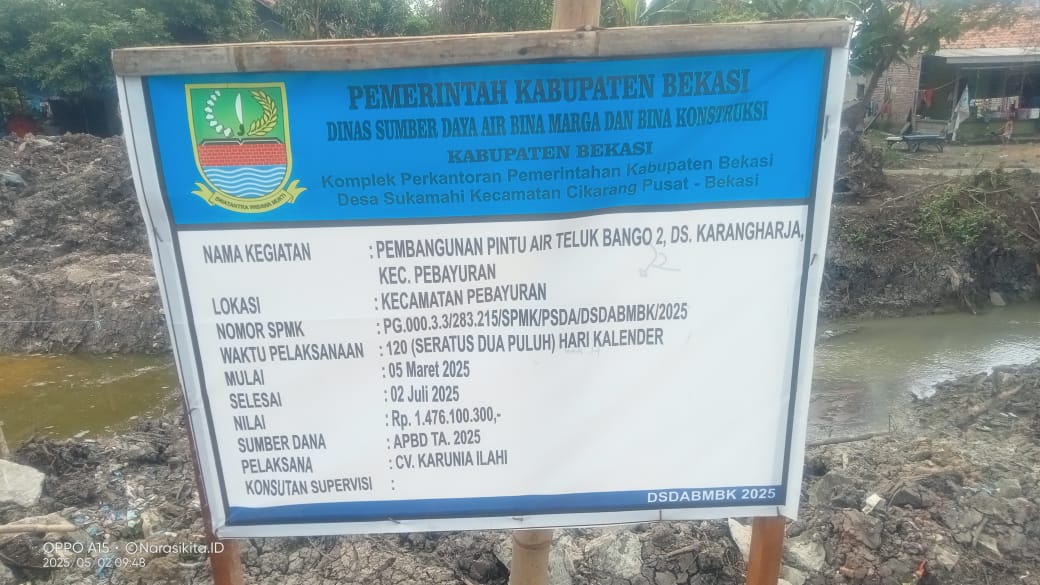 PEMERINTAH KABUPATEN BEKASI
DINAS SUMBER DAYA AIR BINA MARGA DAN BINA KONSTRUKSI
KABUPATEN BEKASI
Komplek Perkantoran Pemerintahan Kabupaten Bekasi
Desa Sukamahi Kecamatan Cikarang Pusat - Bekasi
SWATANTRA WIBAWA MUKTI
NAMA KEGIATAN : PEMBANGUNAN PINTU AIR TELUK BANGO 2, DS. KARANGHARJA,
KEC. PEBAYURAN
LOKASI : KECAMATAN PEBAYURAN
NOMOR SPMK : PG.000.3.3/283.215/SPMK/PSDA/DSDABMBK/2025
WAKTU PELAKSANAAN : 120 (SERATUS DUA PULUH) HARI KALENDER
MULAI : 05 Maret 2025
SELESAI : 02 Juli 2025
NILAI : Rp. 1.476.100.300,-
SUMBER DANA : APBD TA. 2025
PELAKSANA : CV. KARUNIA ILAHI
KONSUTAN SUPERVISI :
DSDABMBK 2025
OPPO A15 • ©Narasikita.ID
2025/05/02 09:48